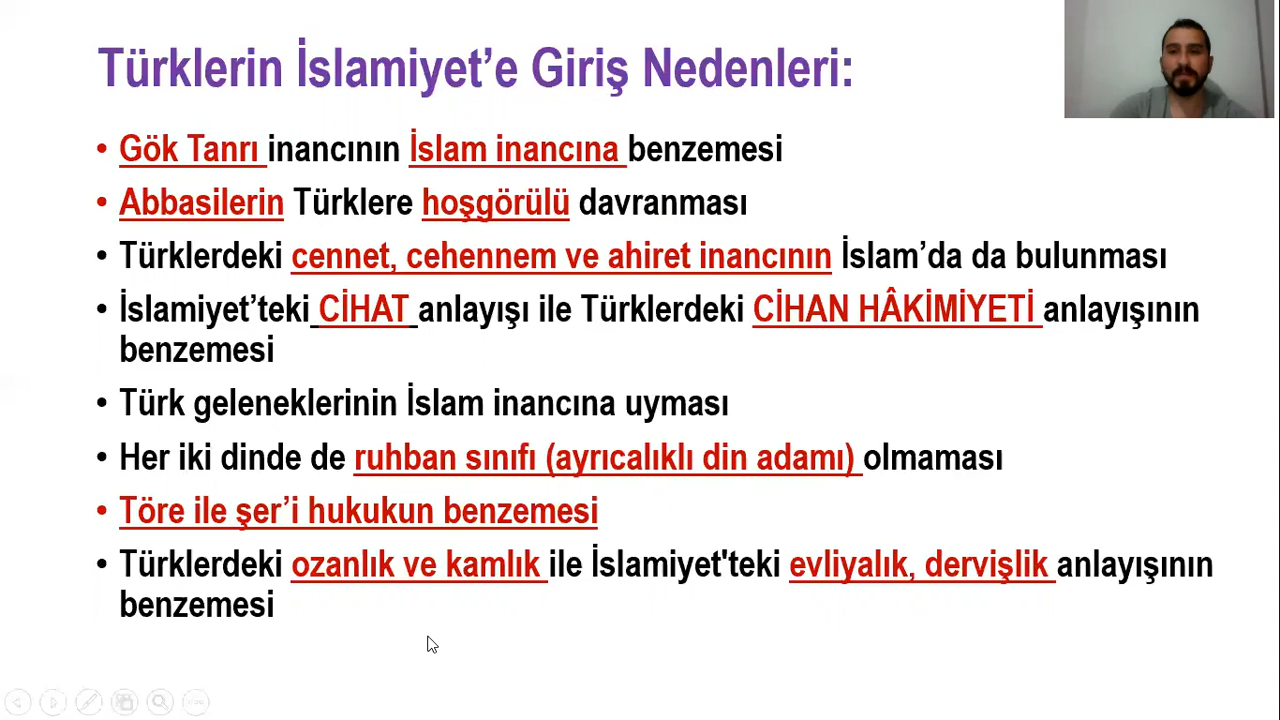 Türklerin İslamiyet’e Giriş Nedenleri:
• Gök Tanrı inancının İslam inancına benzemesi
• Abbasilerin Türklere hoşgörülü davranması
• Türklerdeki cennet, cehennem ve ahiret inancının İslam’da da bulunması
• İslamiyet’teki CİHAT anlayışı ile Türklerdeki CİHAN HÂKİMİYETİ anlayışının
benzemesi
• Türk geleneklerinin İslam inancına uyması
• Her iki dinde de ruhban sınıfı (ayrıcalıklı din adamı) olmaması
• Töre ile şer’i hukukun benzemesi
• Türklerdeki ozanlık ve kamlık ile İslamiyet'teki evliyalık, dervişlik anlayışının
benzemesi